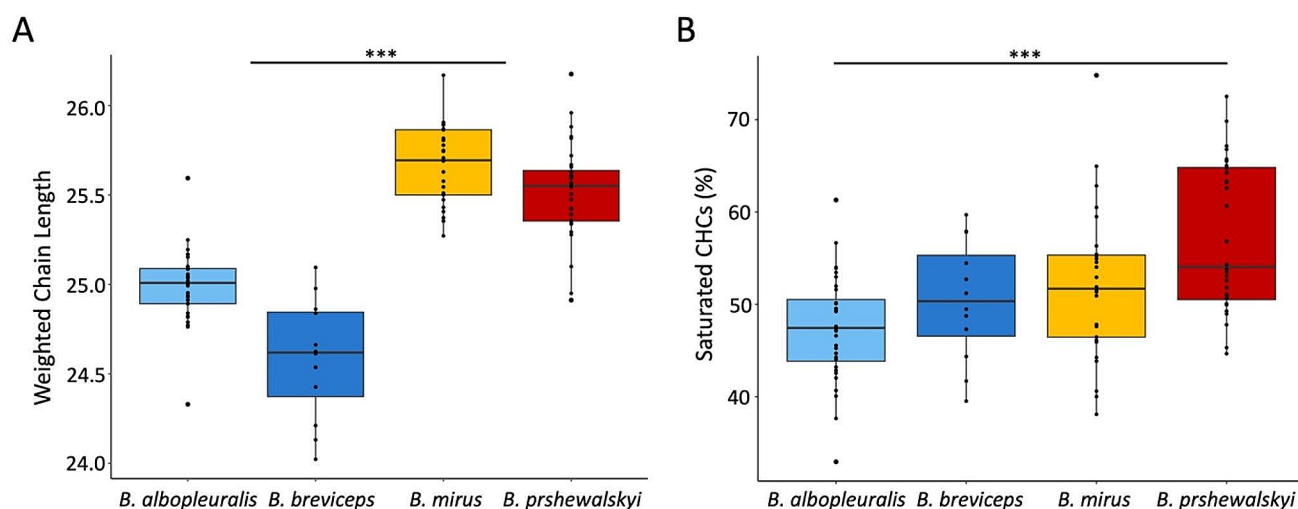 A
***
Weighted Chain Length
26.0
25.5
25.0
24.5
24.0
B. albopleuralis B. breviceps B. mirus B. prshewalskyi
B
***
Saturated CHCs (%)
70
60
50
40
B. albopleuralis B. breviceps B. mirus B. prshewalskyi